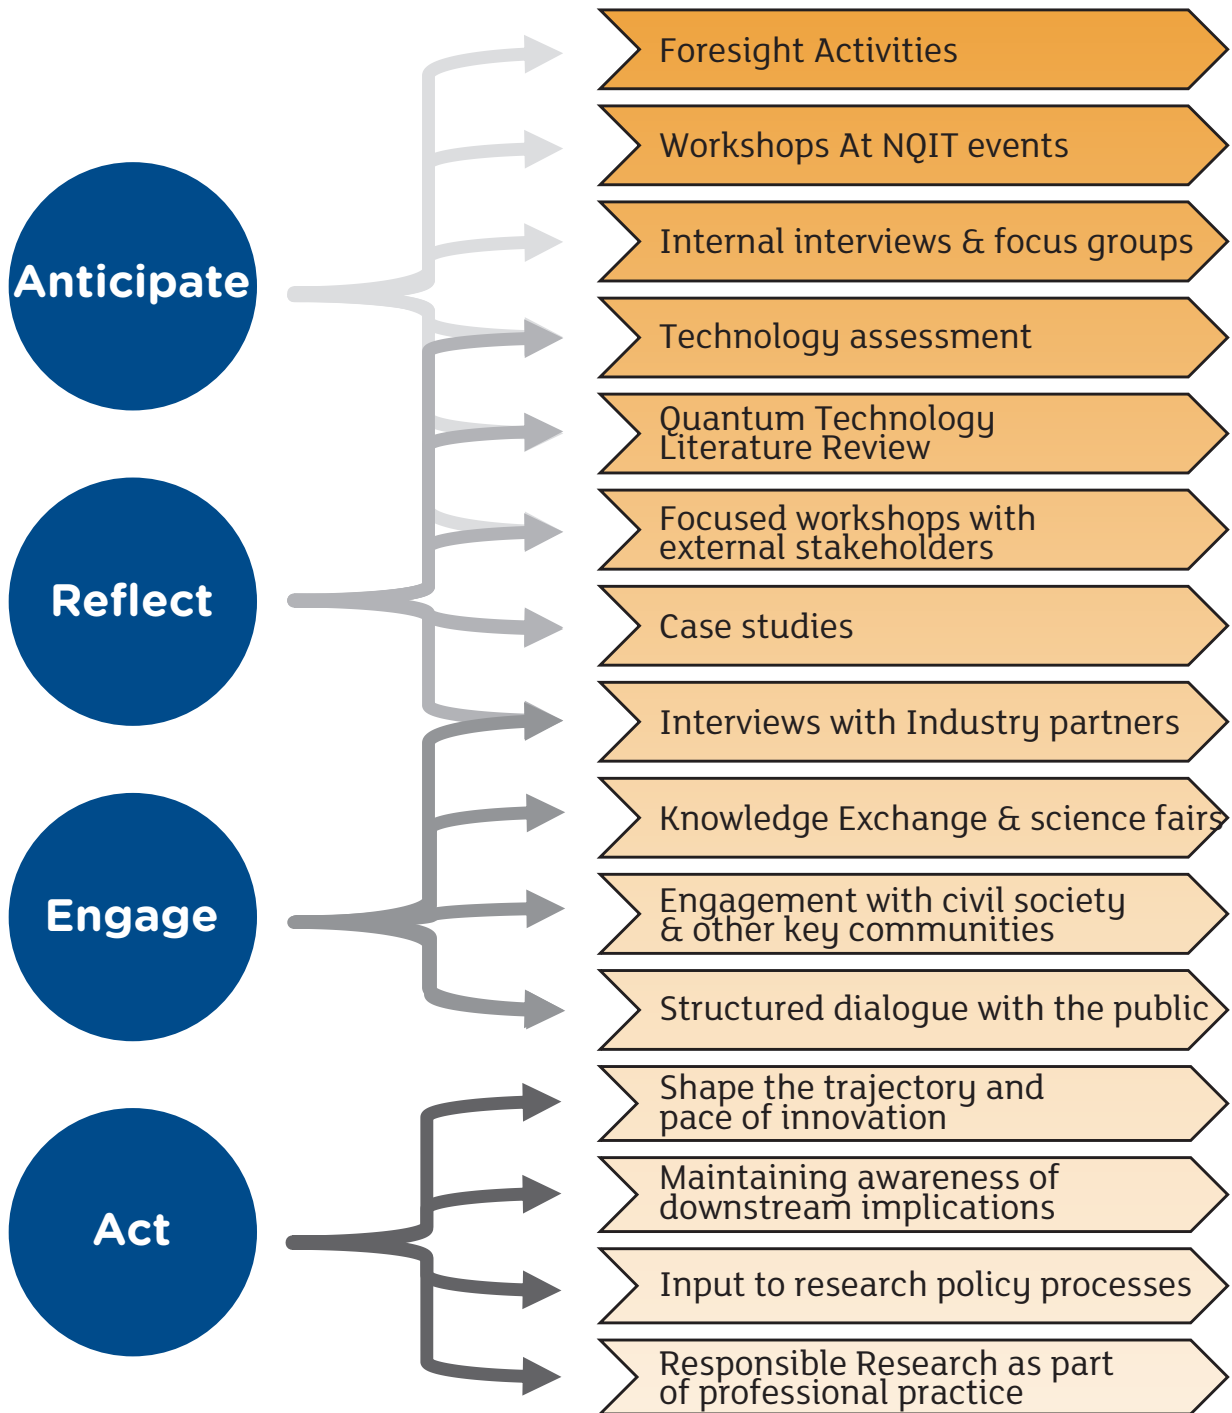 Anticipate
Reflect
Engage
Act
Foresight Activities
Workshops At NQIT events
Internal interviews & focus groups
Technology assessment
Quantum Technology
Literature Review
Focused workshops with
external stakeholders
Case studies
Interviews with Industry partners
Knowledge Exchange & science fairs
Engagement with civil society
& other key communities
Structured dialogue with the public
Shape the trajectory and
pace of innovation
Maintaining awareness of
downstream implications
Input to research policy processes
Responsible Research as part
of professional practice